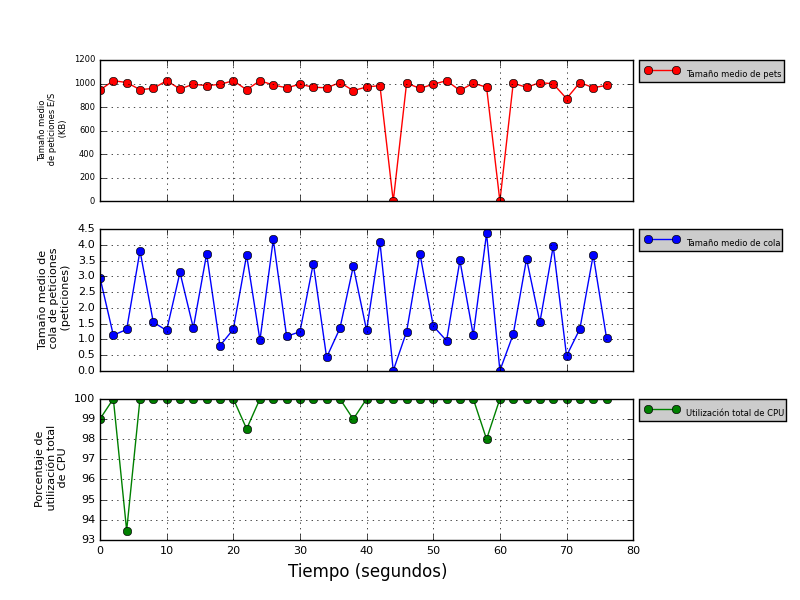 Tamaño medio
de peticiones E/S
(KB)
1200
1000
800
600
400
200
0
Tamaño medio de pets
Tamaño medio de
cola de peticiones
(peticiones)
4.5
4.0
3.5
3.0
2.5
2.0
1.5
1.0
0.5
0.0
Tamaño medio de cola
Porcentaje de
utilización total
de CPU
100
99
98
97
96
95
94
93
Utilización total de CPU
0 10 20 30 40 50 60 70 80
Tiempo (segundos)